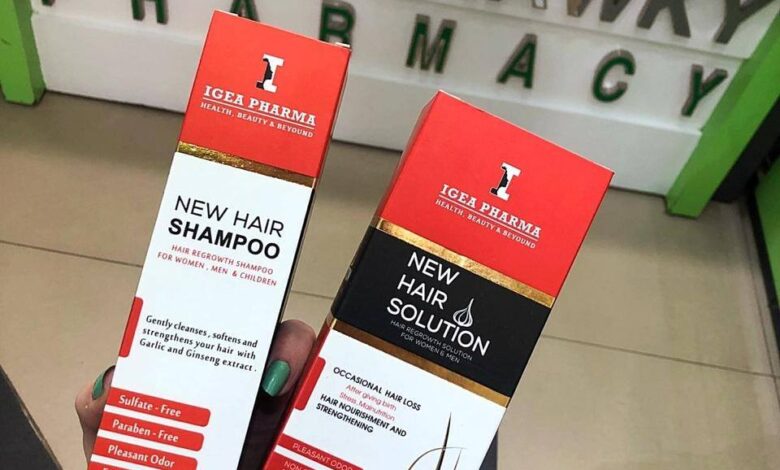 PHARMACY
IGEA PHARMA
HEALTH, BEAUTY & BEYOUND
NEW HAIR
SHAMPOO
HAIR REGROWTH SHAMPOO
FOR WOMEN , MEN & CHILDREN
Gently cleanses , softens and
strengthens your hair with
Garlic and Ginseng extract .
Sulfate - Free
Paraben - Free
Pleasant Odor
IGEA PHARMA
HEALTH, BEAUTY & BEYOUND
NEW
HAIR
SOLUTION
HAIR REGROWTH SOLUTION
FOR WOMEN & MEN
OCCASIONAL HAIR LOSS
After giving birth
Stress, Malnutrition
HAIR NOURISHMENT AND
STRENGTHENING
PLEASANT ODOR